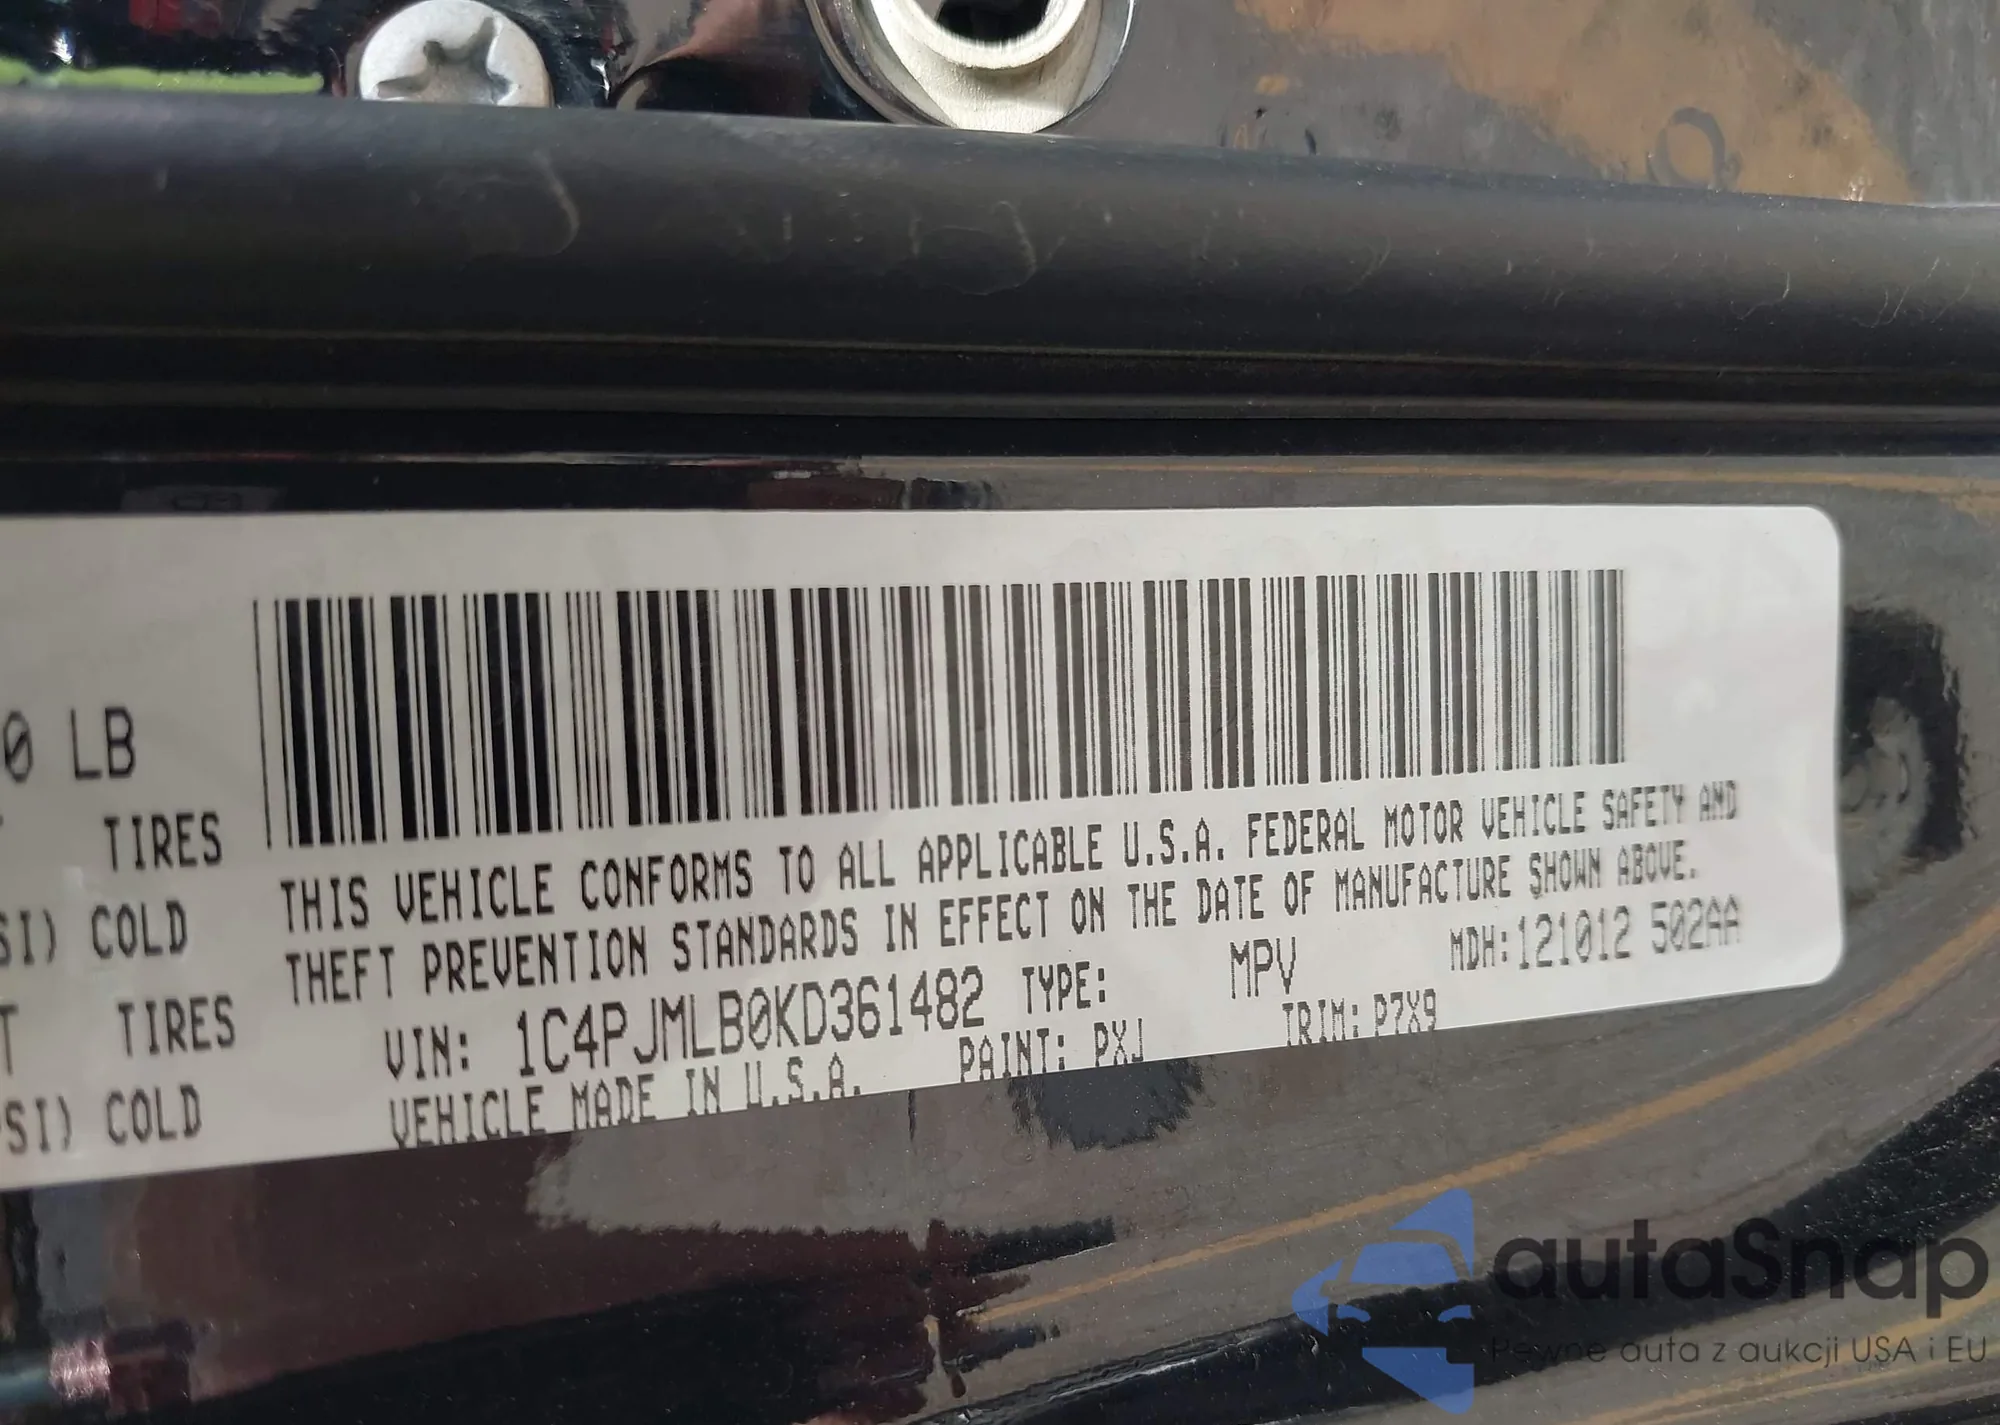 0 LB
TIRES
SI) COLD
T TIRES
SI) COLD
THIS VEHICLE CONFORMS TO ALL APPLICABLE U.S.A. FEDERAL MOTOR VEHICLE SAFETY AND
THEFT PREVENTION STANDARDS IN EFFECT ON THE DATE OF MANUFACTURE SHOWN ABOVE.
VIN: 1C4PJMLB0KD361482 TYPE: MPV MDH:121012 502AA
VEHICLE MADE IN U.S.A. PAINT: PXJ TRIM: P7X9
autaSnap
Pewne auta z aukcji USA i EU